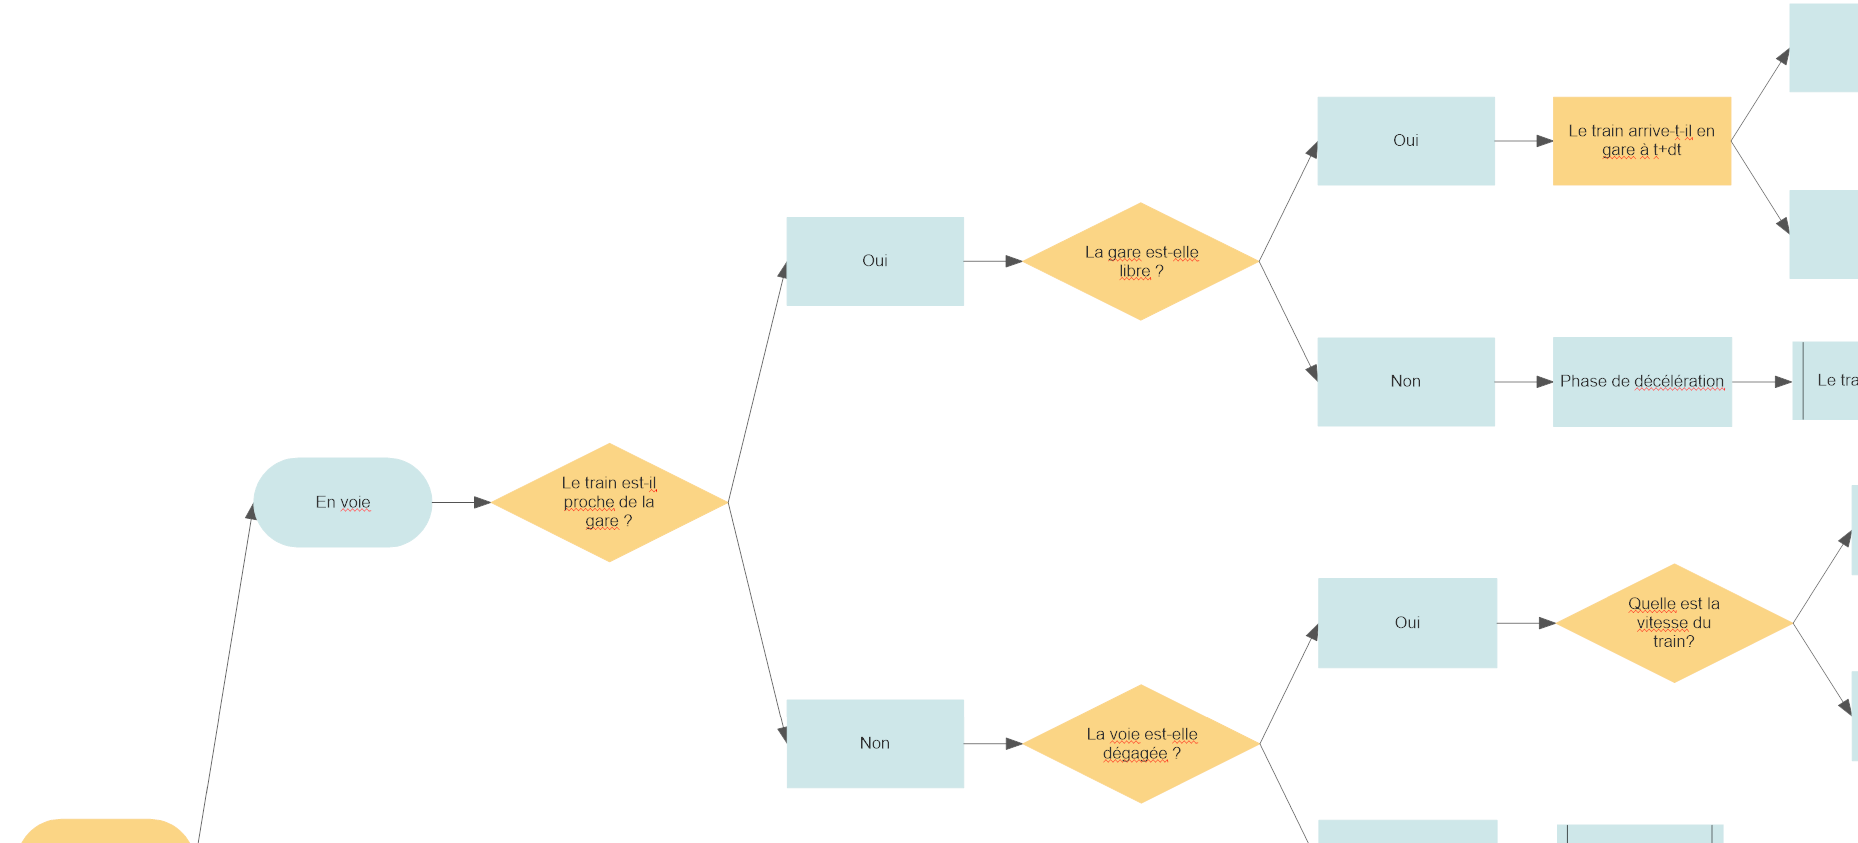 Oui
Le train arrive-t-il en
gare à t+dt
Oui
La gare est-elle
libre ?
Non
Phase de décélération
Le
En voie
Le train est-il
proche de la
gare ?
Oui
Quelle est la
vitesse du
train?
Non
La voie est-elle
dégagée ?